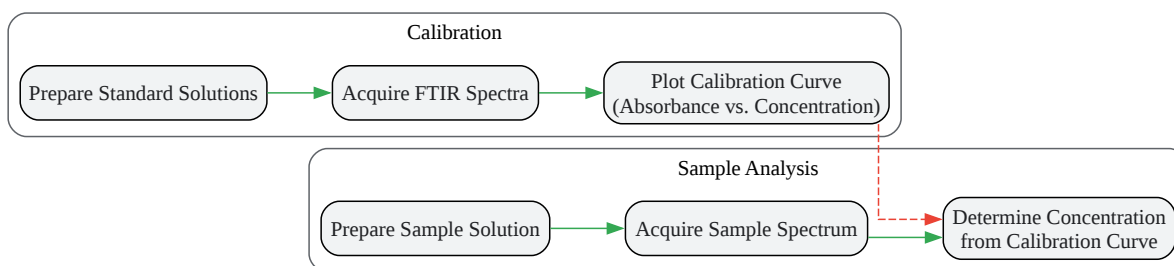 Calibration
Prepare Standard Solutions
Acquire FTIR Spectra
Plot Calibration Curve
(Absorbance vs. Concentration)
Sample Analysis
Prepare Sample Solution
Acquire Sample Spectrum
Determine Concentration
from Calibration Curve